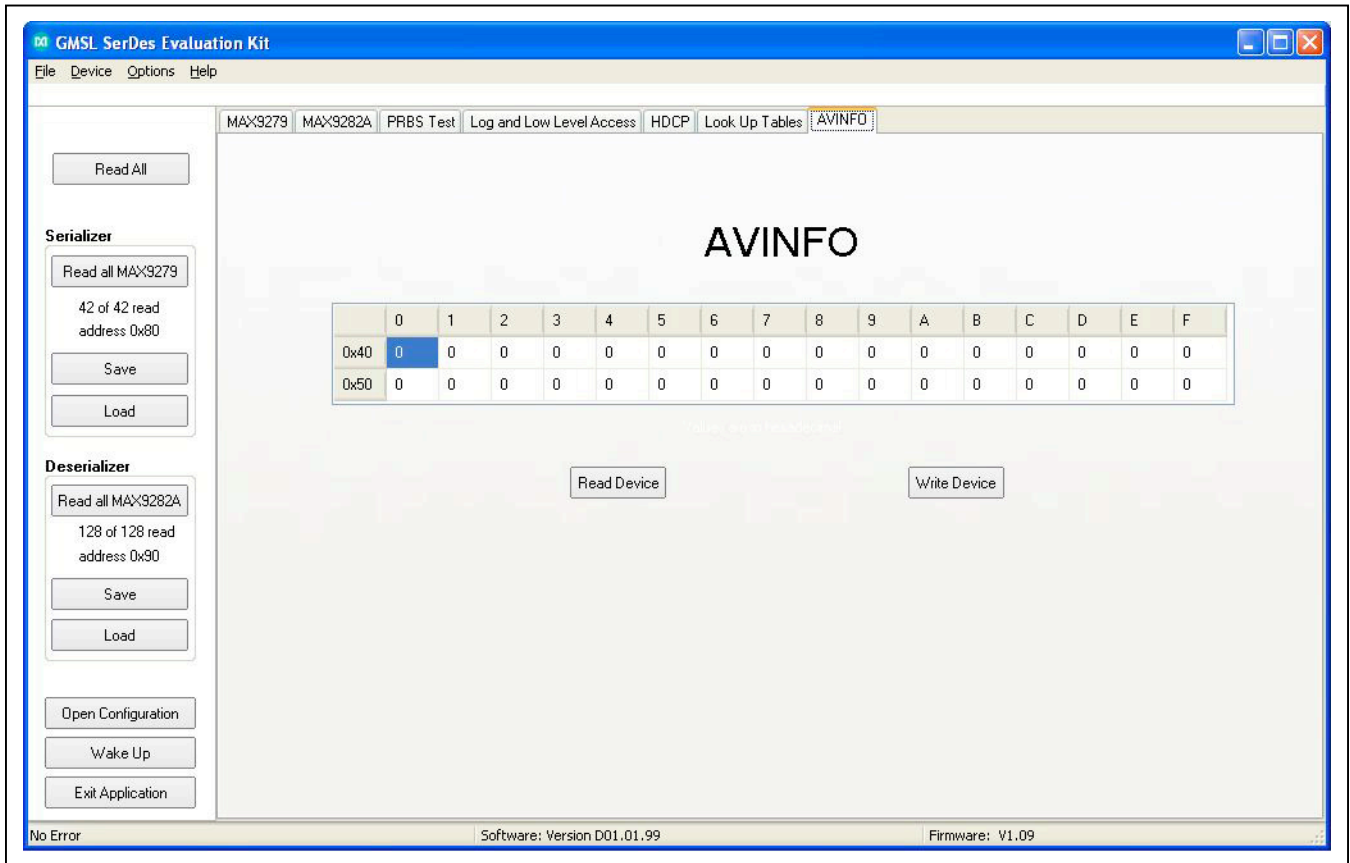 GMSL SerDes Evaluation Kit
File Device Options Help
MAX9279 MAX9282A PRBS Test Log and Low Level Access HDCP Look Up Tables AVINFO
Read All
Serializer
Read all MAX9279
42 of 42 read
address 0x80
Save
Load
Deserializer
Read all MAX9282A
128 of 128 read
address 0x90
Save
Load
Open Configuration
Wake Up
Exit Application
AVINFO
0 1 2 3 4 5 6 7 8 9 A B C D E F
0x40 0 0 0 0 0 0 0 0 0 0 0 0 0 0 0 0
0x50 0 0 0 0 0 0 0 0 0 0 0 0 0 0 0 0
Read Device Write Device
No Error Software: Version D01.01.99 Firmware: V1.09